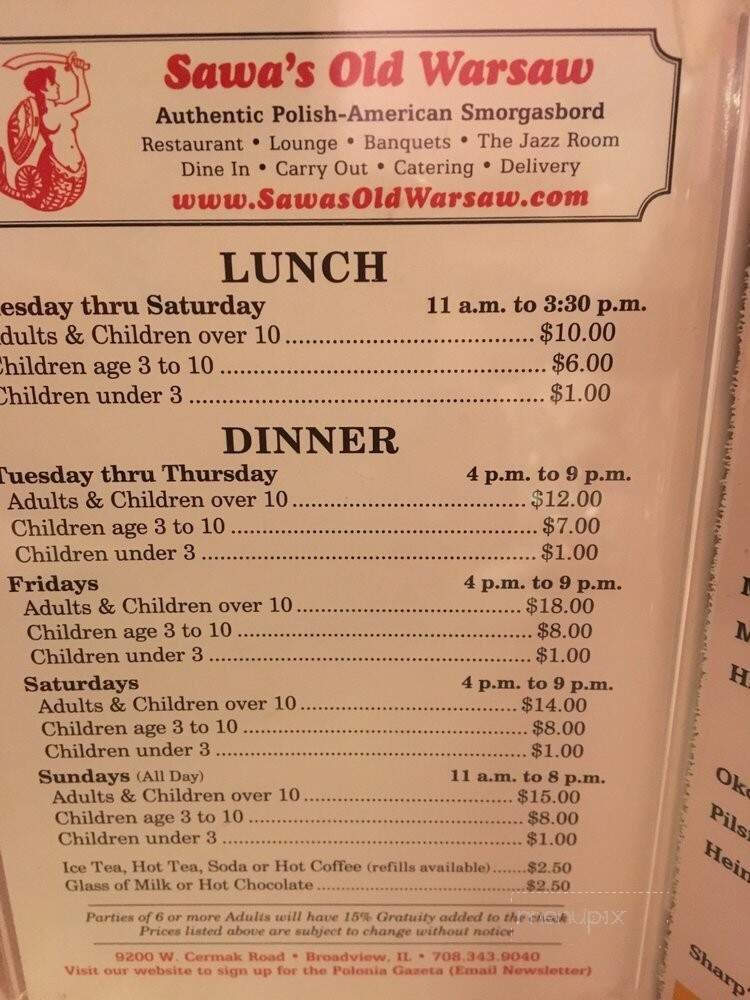 Sawa's Old Warsaw
Authentic Polish-American Smorgasbord
Restaurant • Lounge • Banquets • The Jazz Room
Dine In • Carry Out • Catering • Delivery
www.SawasOldWarsaw.com
LUNCH
esday thru Saturday 11 a.m. to 3:30 p.m.
dults & Children over 10 .................................. $10.00
hildren age 3 to 10 ............................................. $6.00
Children under 3 ................................................. $1.00
DINNER
Tuesday thru Thursday 4 p.m. to 9 p.m.
Adults & Children over 10 ................................. $12.00
Children age 3 to 10 ........................................... $7.00
Children under 3 ............................................... $1.00
Fridays 4 p.m. to 9 p.m.
Adults & Children over 10 ................................ $18.00
Children age 3 to 10 .......................................... $8.00
Children under 3 ............................................... $1.00
Saturdays 4 p.m. to 9 p.m.
Adults & Children over 10 ............................... $14.00
Children age 3 to 10 ......................................... $8.00
Children under 3 .............................................. $1.00
Sundays (All Day) 11 a.m. to 8 p.m.
Adults & Children over 10 .............................. $15.00
Children age 3 to 10 ........................................ $8.00
Children under 3 ............................................. $1.00
Ice Tea, Hot Tea, Soda or Hot Coffee (refills available).......$2.50
Glass of Milk or Hot Chocolate ........................................$2.50
Parties of 6 or more Adults will have 15% Gratuity added to the check
Prices listed above are subject to change without notice
9200 W. Cermak Road • Broadview, IL • 708.343.9040
Visit our website to sign up for the Polonia Gazeta (Email Newsletter)
menupix
M
M
H
Ok
Pils
Hein
Sharp'